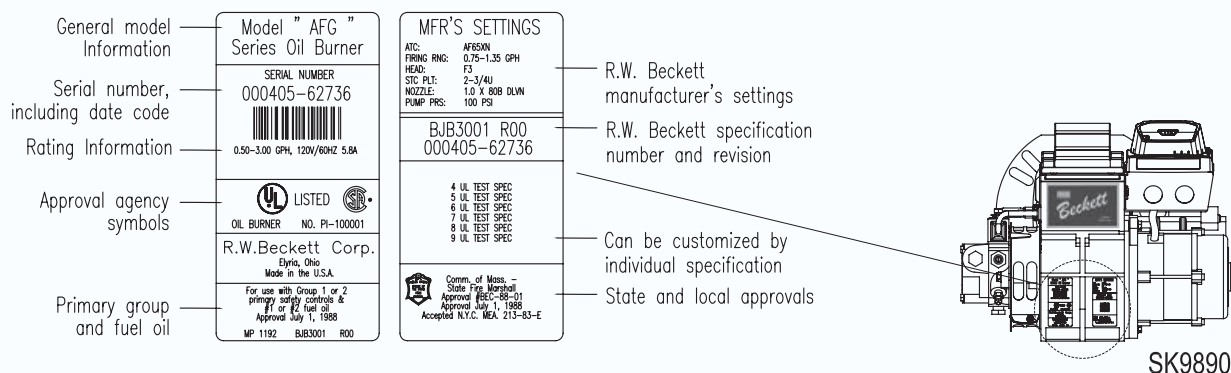 General model
Information
Serial number,
including date code
Rating Information
Approval agency
symbols
Primary group
and fuel oil
Model " AFG "
Series Oil Burner
SERIAL NUMBER
000405-62736
0.50-3.00 GPH, 120V/60HZ 5.8A
UL LISTED SA
OIL BURNER NO. PI-100001
R.W.Beckett Corp.
Elyria, Ohio
Made in the U.S.A.
For use with Group 1 or 2
primary safety controls &
#1 or #2 fuel oil
Approval July 1, 1988
MP 1192 BJB3001 R00
MFR'S SETTINGS
ATC: AF65XN
FIRING RNG: 0.75-1.35 GPH
HEAD: F3
STC PLT: 2-3/4U
NOZZLE: 1.0 X 80B DLVN
PUMP PRS: 100 PSI
BJB3001 R00
000405-62736
4 UL TEST SPEC
5 UL TEST SPEC
6 UL TEST SPEC
7 UL TEST SPEC
8 UL TEST SPEC
9 UL TEST SPEC
Comm. of Mass. -
State Fire Marshall
Approval #BEC-88-01
Approval July 1, 1988
Accepted N.Y.C. MEA. 213-83-E
R.W. Beckett
manufacturer's settings
R.W. Beckett specification
number and revision
Can be customized by
individual specification
State and local approvals
Beckett
SK9890